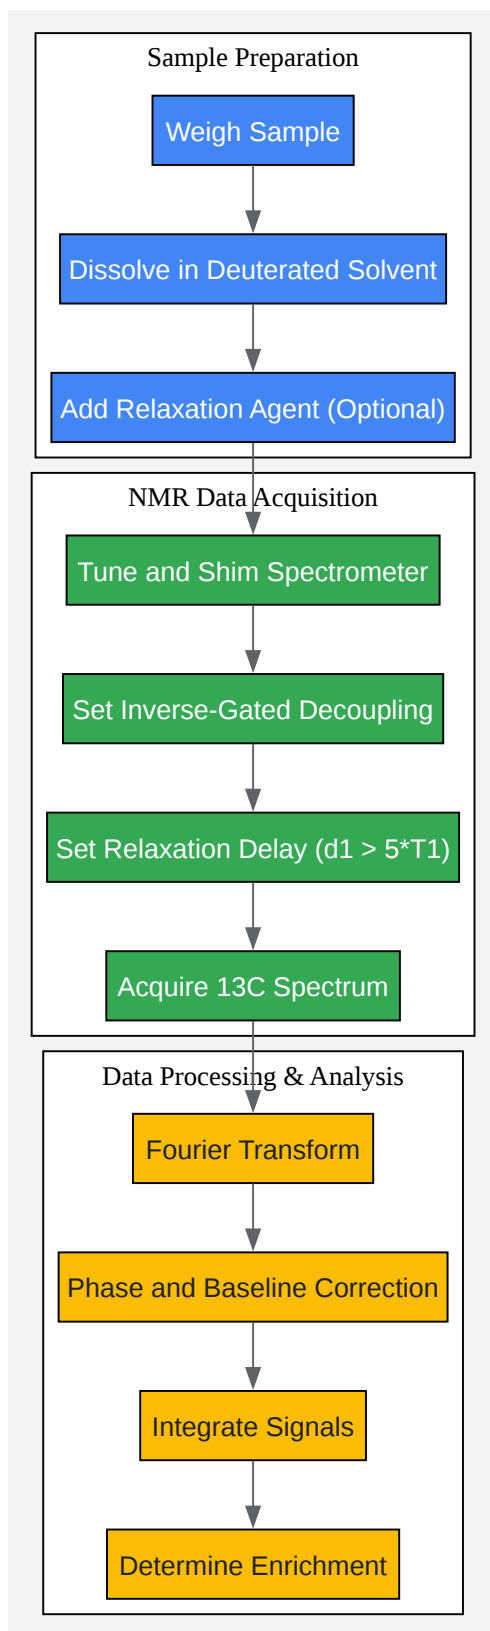 Sample Preparation
Weigh Sample
Dissolve in Deuterated Solvent
Add Relaxation Agent (Optional)
NMR Data Acquisition
Tune and Shim Spectrometer
Set Inverse-Gated Decoupling
Set Relaxation Delay (d1 > 5*T1)
Acquire 13C Spectrum
Data Processing & Analysis
Fourier Transform
Phase and Baseline Correction
Integrate Signals
Determine Enrichment